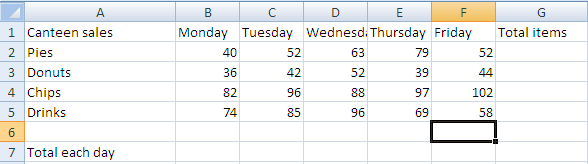 A B C D E F G
1 Canteen sales Monday Tuesday Wednesda Thursday Friday Total items
2 Pies 40 52 63 79 52
3 Donuts 36 42 52 39 44
4 Chips 82 96 88 97 102
5 Drinks 74 85 96 69 58
6
7 Total each day